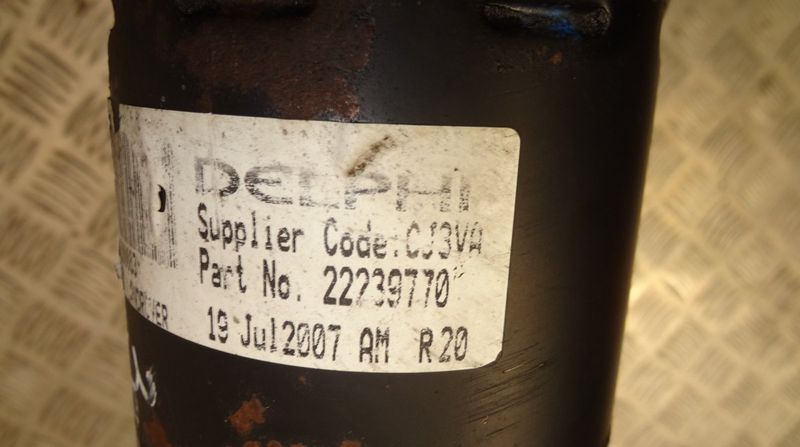 DELPHI
Supplier Code:CJ3VA
Part No. 22239770
19 Jul2007 AM R20